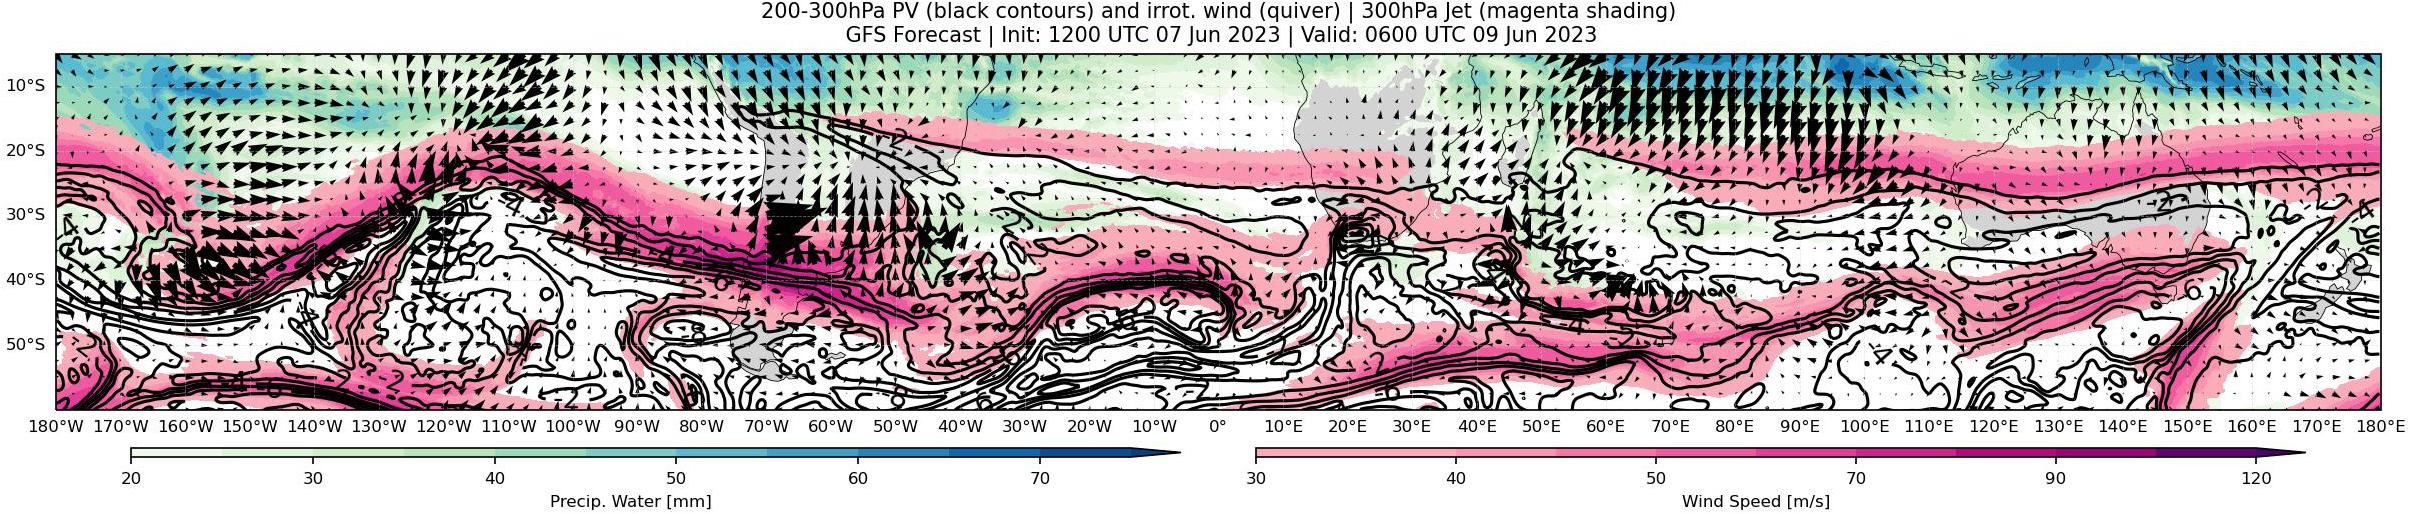 200-300hPa PV (black contours) and irrot. wind (quiver) | 300hPa Jet (magenta shading)
GFS Forecast | Init: 1200 UTC 07 Jun 2023 | Valid: 0600 UTC 09 Jun 2023
10°S
20°S
30°S
40°S
50°S
180°W 170°W 160°W 150°W 140°W 130°W 120°W 110°W 100°W 90°W 80°W 70°W 60°W 50°W 40°W 30°W 20°W 10°W 0° 10°E 20°E 30°E 40°E 50°E 60°E 70°E 80°E 90°E 100°E 110°E 120°E 130°E 140°E 150°E 160°E 170°E 180°E
20 30 40 50 60 70
Precip. Water [mm]
30 40 50 70 90 120
Wind Speed [m/s]